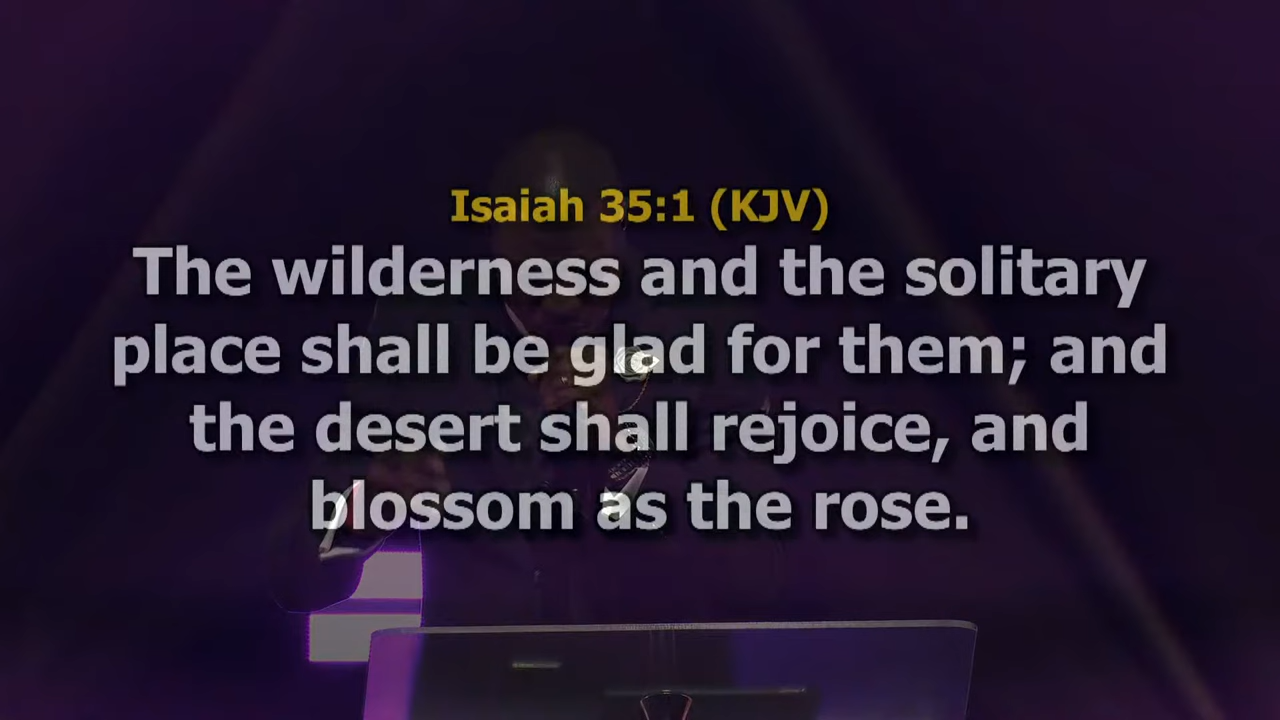 Isaiah 35:1 (KJV)
The wilderness and the solitary
place shall be glad for them; and
the desert shall rejoice, and
blossom as the rose.